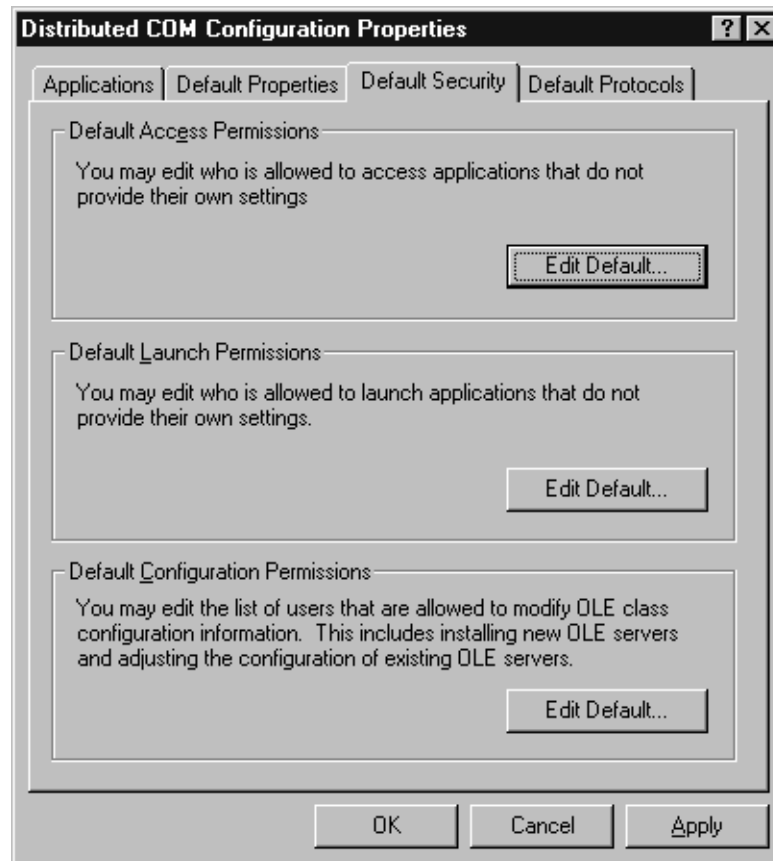 Distributed COM Configuration Properties
Applications
Default Properties
Default Security
Default Protocols
Default Access Permissions
You may edit who is allowed to access applications that do not
provide their own settings
Edit Default...
Default Launch Permissions
You may edit who is allowed to launch applications that do not
provide their own settings.
Edit Default...
Default Configuration Permissions
You may edit the list of users that are allowed to modify OLE class
configuration information.  This includes installing new OLE servers
and adjusting the configuration of existing OLE servers.
Edit Default...
OK
Cancel
Apply